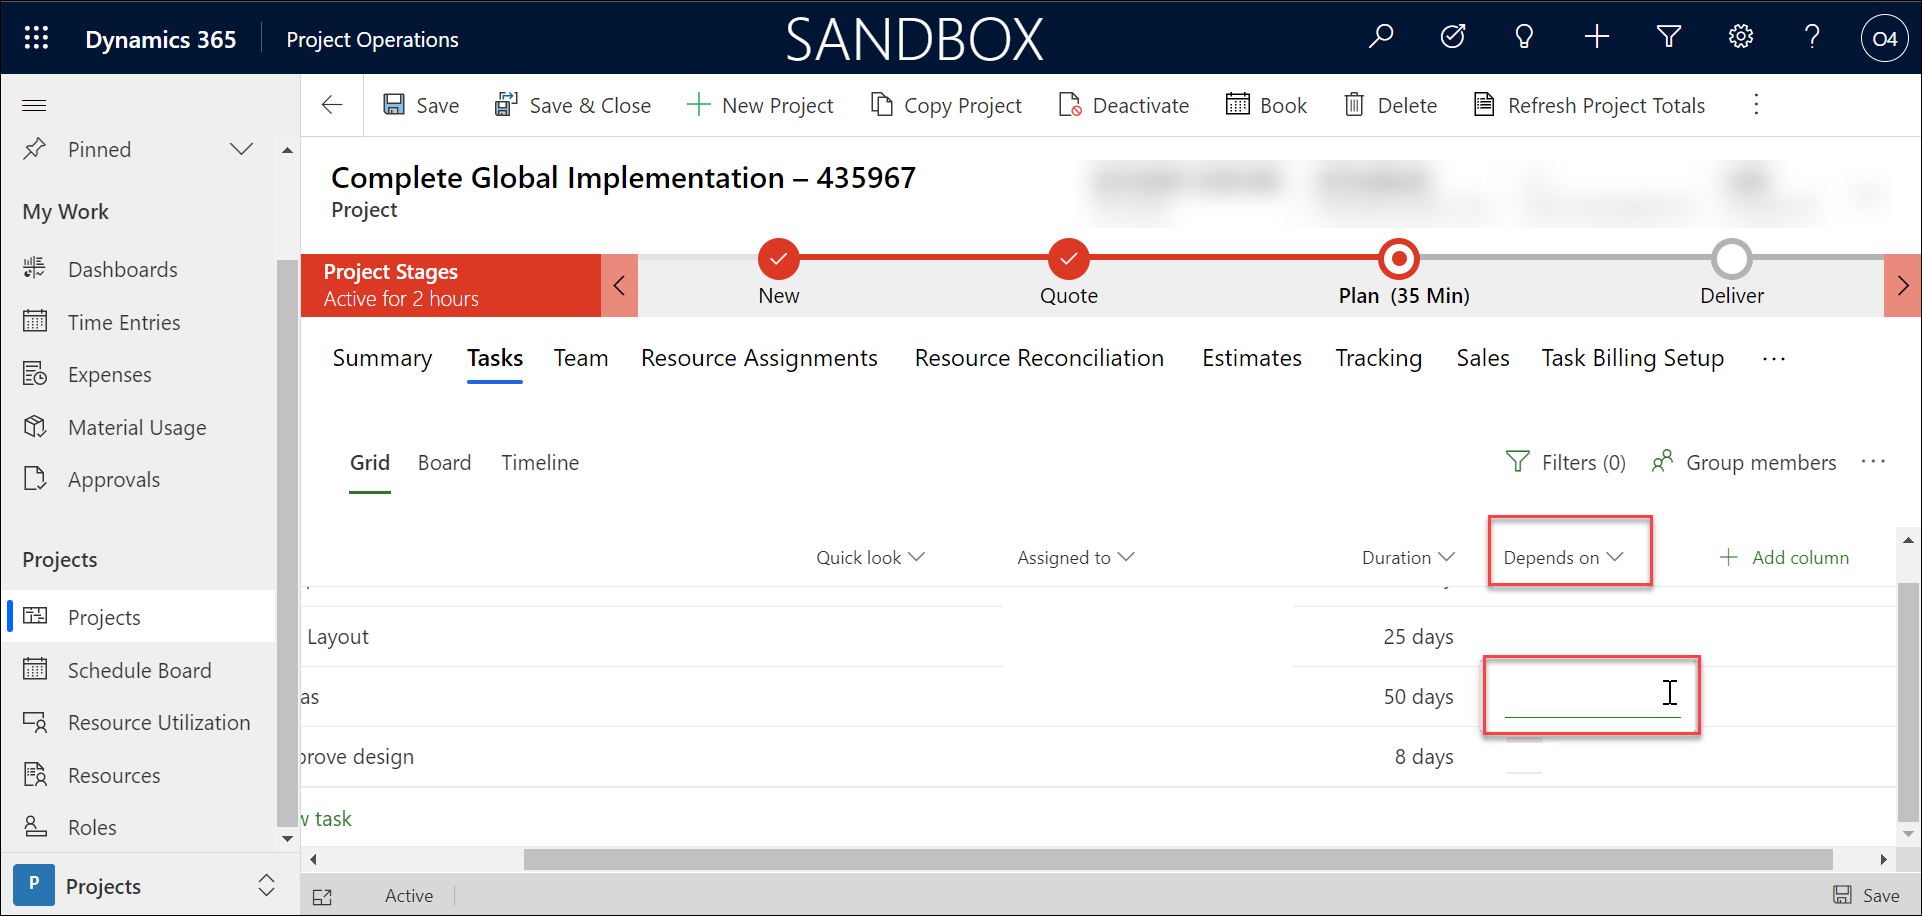 Dynamics 365
Project Operations
SANDBOX
O4
Pinned
My Work
Dashboards
Time Entries
Expenses
Material Usage
Approvals
Projects
Projects
Schedule Board
Resource Utilization
Resources
Roles
P Projects
Save
Save & Close
New Project
Copy Project
Deactivate
Book
Delete
Refresh Project Totals
Complete Global Implementation – 435967
Project
Project Stages
Active for 2 hours
New
Quote
Plan (35 Min)
Deliver
Summary
Tasks
Team
Resource Assignments
Resource Reconciliation
Estimates
Tracking
Sales
Task Billing Setup
Grid
Board
Timeline
Filters (0)
Group members
Quick look
Assigned to
Duration
Depends on
Add column
Layout
25 days
as
50 days
prove design
8 days
w task
Active
Save